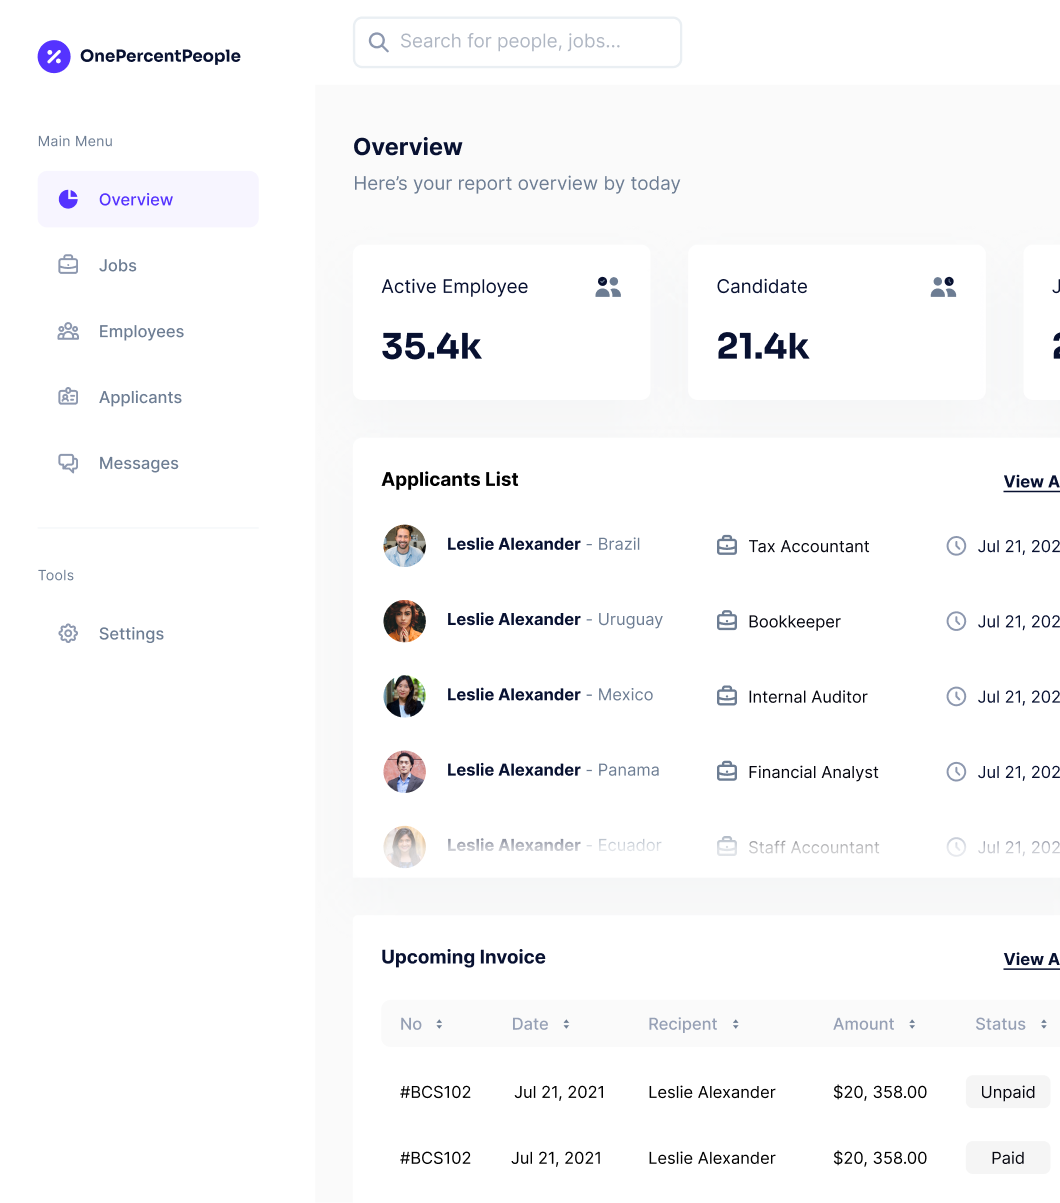 OnePercentPeople
Search for people, jobs...
Main Menu
Overview
Jobs
Employees
Applicants
Messages
Tools
Settings
Overview
Here's your report overview by today
Active Employee
35.4k
Candidate
21.4k
Applicants List
View A
Leslie Alexander - Brazil Tax Accountant Jul 21, 202
Leslie Alexander - Uruguay Bookkeeper Jul 21, 202
Leslie Alexander - Mexico Internal Auditor Jul 21, 202
Leslie Alexander - Panama Financial Analyst Jul 21, 202
Leslie Alexander - Ecuador Staff Accountant Jul 21, 202
Upcoming Invoice
View A
No Date Recipent Amount Status
#BCS102 Jul 21, 2021 Leslie Alexander $20, 358.00 Unpaid
#BCS102 Jul 21, 2021 Leslie Alexander $20, 358.00 Paid